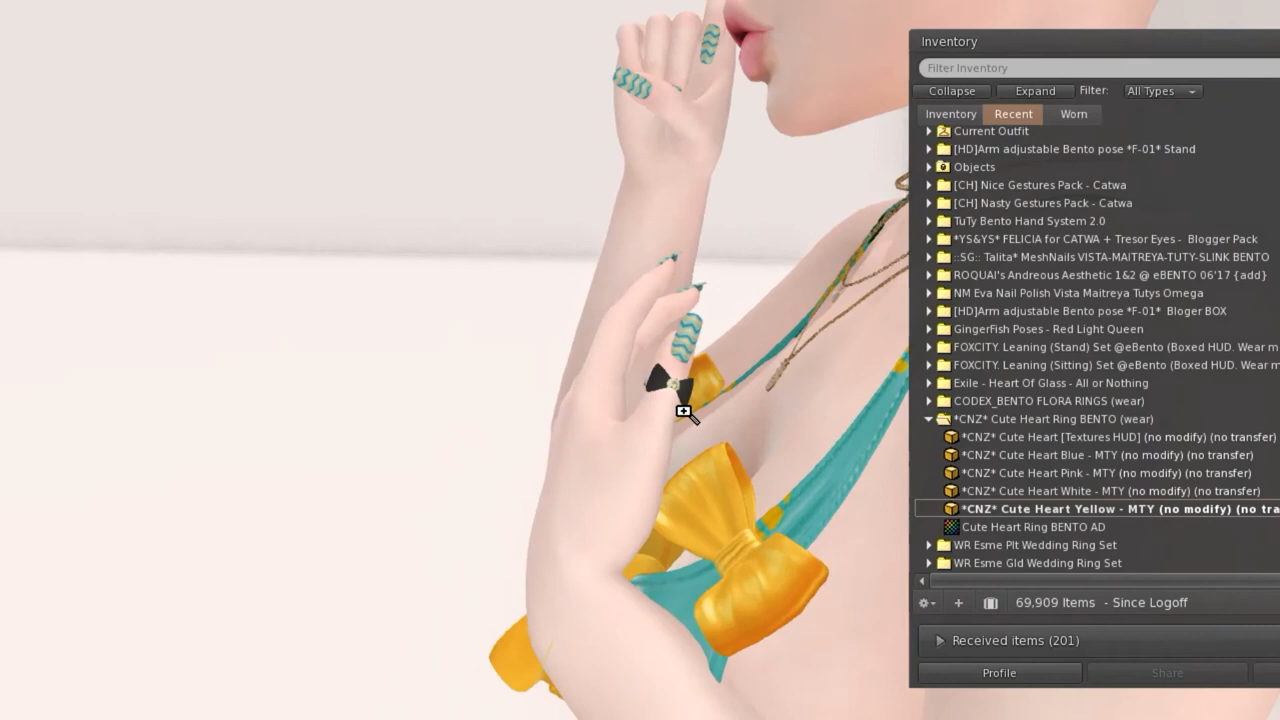 Inventory
Filter Inventory
Collapse Expand Filter: All Types
Inventory Recent Worn
Current Outfit
[HD]Arm adjustable Bento pose *F-01* Stand
Objects
[CH] Nice Gestures Pack - Catwa
[CH] Nasty Gestures Pack - Catwa
TuTy Bento Hand System 2.0
*YS&YS* FELICIA for CATWA + Tresor Eyes - Blogger Pack
::SG:: Talita* MeshNails VISTA-MAITREYA-TUTY-SLINK BENTO
ROQUAI's Andreous Aesthetic 1&2 @ eBENTO 06'17 {add}
NM Eva Nail Polish Vista Maitreya Tutys Omega
[HD]Arm adjustable Bento pose *F-01* Bloger BOX
GingerFish Poses - Red Light Queen
FOXCITY. Leaning (Stand) Set @eBento (Boxed HUD. Wear m
FOXCITY. Leaning (Sitting) Set @eBento (Boxed HUD. Wear m
Exile - Heart Of Glass - All or Nothing
CODEX_BENTO FLORA RINGS (wear)
*CNZ* Cute Heart Ring BENTO (wear)
*CNZ* Cute Heart [Textures HUD] (no modify) (no transfer)
*CNZ* Cute Heart Blue - MTY (no modify) (no transfer)
*CNZ* Cute Heart Pink - MTY (no modify) (no transfer)
*CNZ* Cute Heart White - MTY (no modify) (no transfer)
*CNZ* Cute Heart Yellow - MTY (no modify) (no tra
Cute Heart Ring BENTO AD
WR Esme Plt Wedding Ring Set
WR Esme Gld Wedding Ring Set
69,909 Items - Since Logoff
Received items (201)
Profile Share